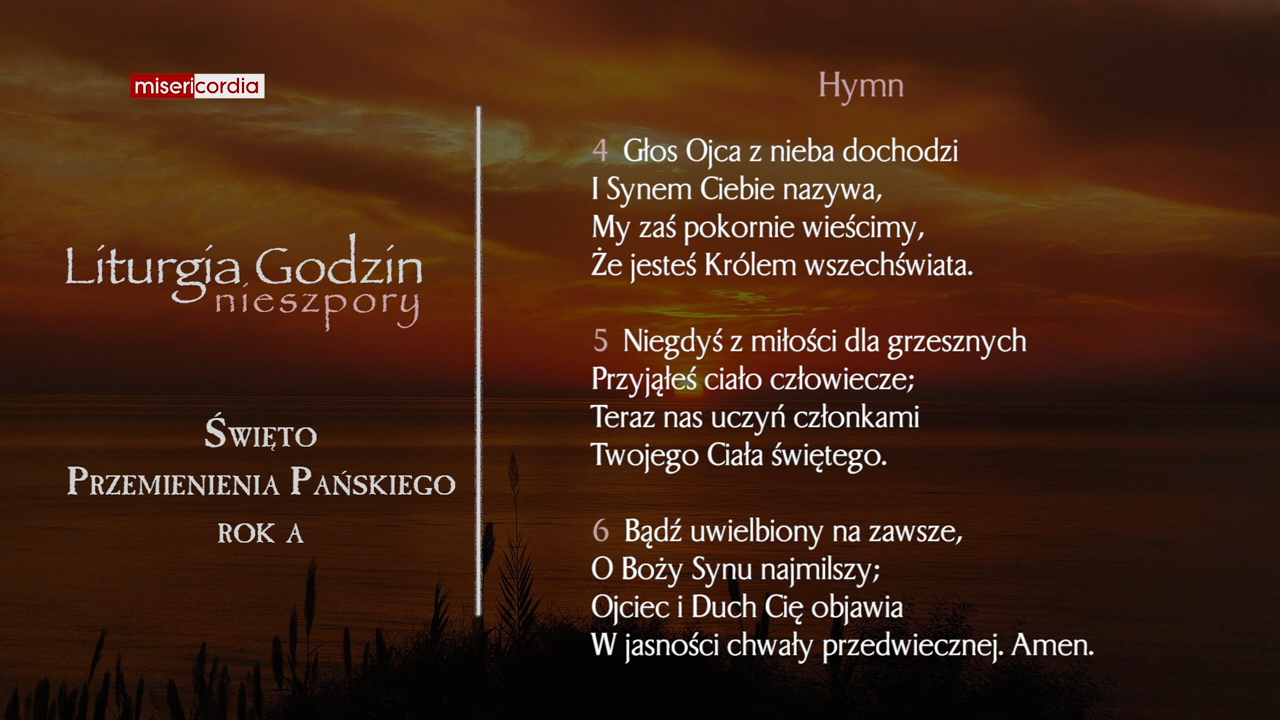 misericordia
Liturgia Godzin
nieszpory
Święto
Przemienienia Pańskiego
rok A
Hymn
4 Głos Ojca z nieba dochodzi
I Synem Ciebie nazywa,
My zaś pokornie wieścimy,
Że jesteś Królem wszechświata.
5 Niegdyś z miłości dla grzesznych
Przyjąłeś ciało człowiecze;
Teraz nas uczyń członkami
Twojego Ciała świętego.
6 Bądź uwielbiony na zawsze,
O Boży Synu najmilszy;
Ojciec i Duch Cię objawia
W jasności chwały przedwiecznej. Amen.